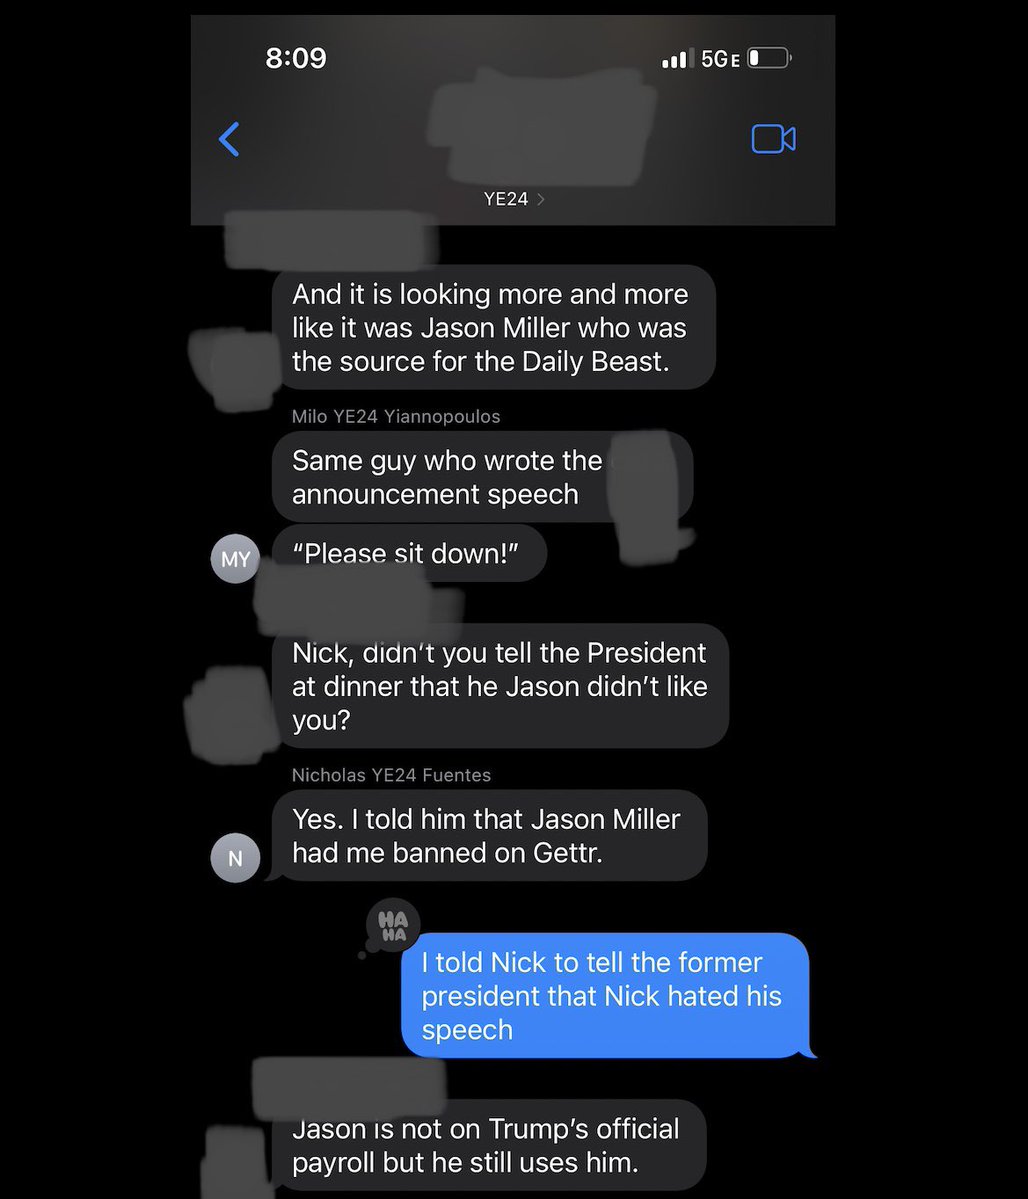 8:09
5GE
YE24
And it is looking more and more
like it was Jason Miller who was
the source for the Daily Beast.
Milo YE24 Yiannopoulos
Same guy who wrote the
announcement speech
MY
“Please sit down!”
Nick, didn’t you tell the President
at dinner that he Jason didn’t like
you?
Nicholas YE24 Fuentes
Yes. I told him that Jason Miller
had me banned on Gettr.
N
HA
HA
I told Nick to tell the former
president that Nick hated his
speech
Jason is not on Trump’s official
payroll but he still uses him.